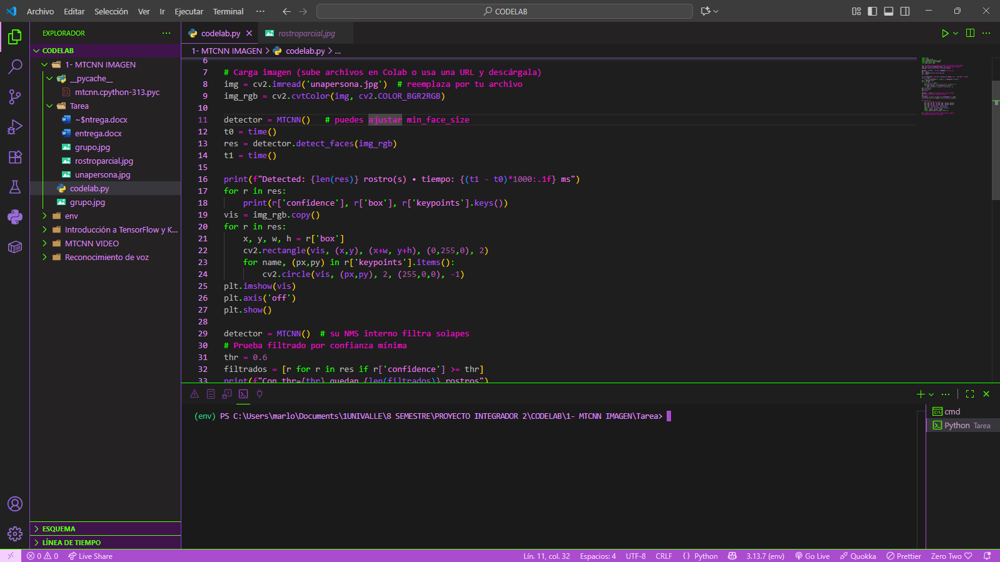 Archivo Editar Selección Ver Ir Ejecutar Terminal ··· CODELAB
EXPLORADOR ···
CODELAB
1- MTCNN IMAGEN
__pycache__
mtcnn.cpython-313.pyc
Tarea
~$ntrega.docx
entrega.docx
grupo.jpg
rostroparcial.jpg
unapersona.jpg
codelab.py
grupo.jpg
env
Introducción a TensorFlow y K...
MTCNN VIDEO
Reconocimiento de voz
ESQUEMA
LÍNEA DE TIEMPO
codelab.py rostroparcial.jpg
1- MTCNN IMAGEN > codelab.py > ...
6
7 # Carga imagen (sube archivos en Colab o usa una URL y descárgala)
8 img = cv2.imread('unapersona.jpg')  # reemplaza por tu archivo
9 img_rgb = cv2.cvtColor(img, cv2.COLOR_BGR2RGB)
10
11 detector = MTCNN()   # puedes ajustar min_face_size
12 t0 = time()
13 res = detector.detect_faces(img_rgb)
14 t1 = time()
15
16 print(f"Detected: {len(res)} rostro(s) • tiempo: {(t1 - t0)*1000:.1f} ms")
17 for r in res:
18     print(r['confidence'], r['box'], r['keypoints'].keys())
19 vis = img_rgb.copy()
20 for r in res:
21     x, y, w, h = r['box']
22     cv2.rectangle(vis, (x,y), (x+w, y+h), (0,255,0), 2)
23     for name, (px,py) in r['keypoints'].items():
24         cv2.circle(vis, (px,py), 2, (255,0,0), -1)
25 plt.imshow(vis)
26 plt.axis('off')
27 plt.show()
28
29 detector = MTCNN()  # su NMS interno filtra solapes
30 # Prueba filtrado por confianza mínima
31 thr = 0.6
32 filtrados = [r for r in res if r['confidence'] >= thr]
33 print(f"Con thr={thr} quedan {len(filtrados)} rostros")
(env) PS C:\Users\marlo\Documents\1UNIVALLE\8 SEMESTRE\PROYECTO INTEGRADOR 2\CODELAB\1- MTCNN IMAGEN\Tarea>
cmd
Python Tarea
0 0 Live Share Lín. 11, col. 32 Espacios: 4 UTF-8 CRLF {} Python 3.13.7 (env) Go Live Quokka Prettier Zero Two